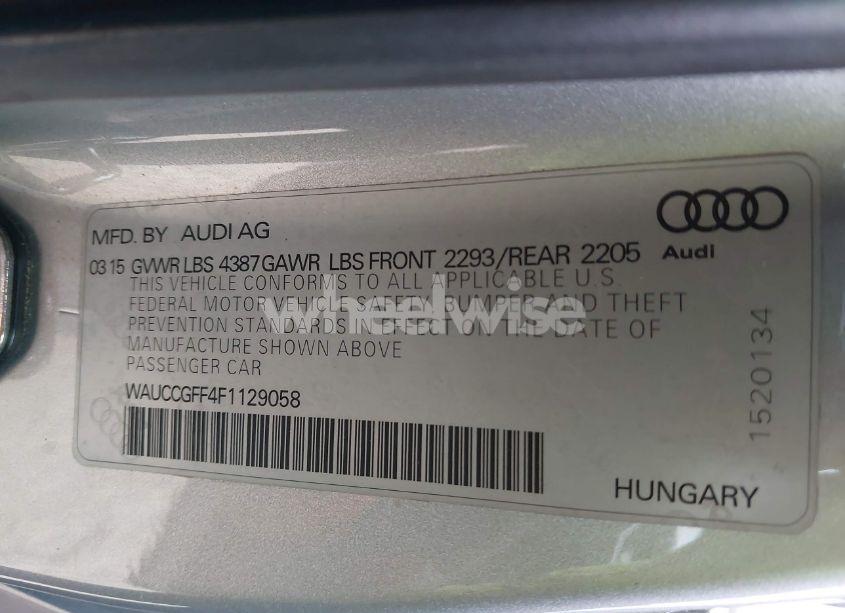 MFD. BY AUDI AG
03 15 GVWR LBS 4387 GAWR LBS FRONT 2293/REAR 2205
Audi
THIS VEHICLE CONFORMS TO ALL APPLICABLE U.S.
FEDERAL MOTOR VEHICLE SAFETY, BUMPER AND THEFT
PREVENTION STANDARDS IN EFFECT ON THE DATE OF
MANUFACTURE SHOWN ABOVE
PASSENGER CAR
WAUCCGFF4F1129058
HUNGARY
1520134
wheelwise